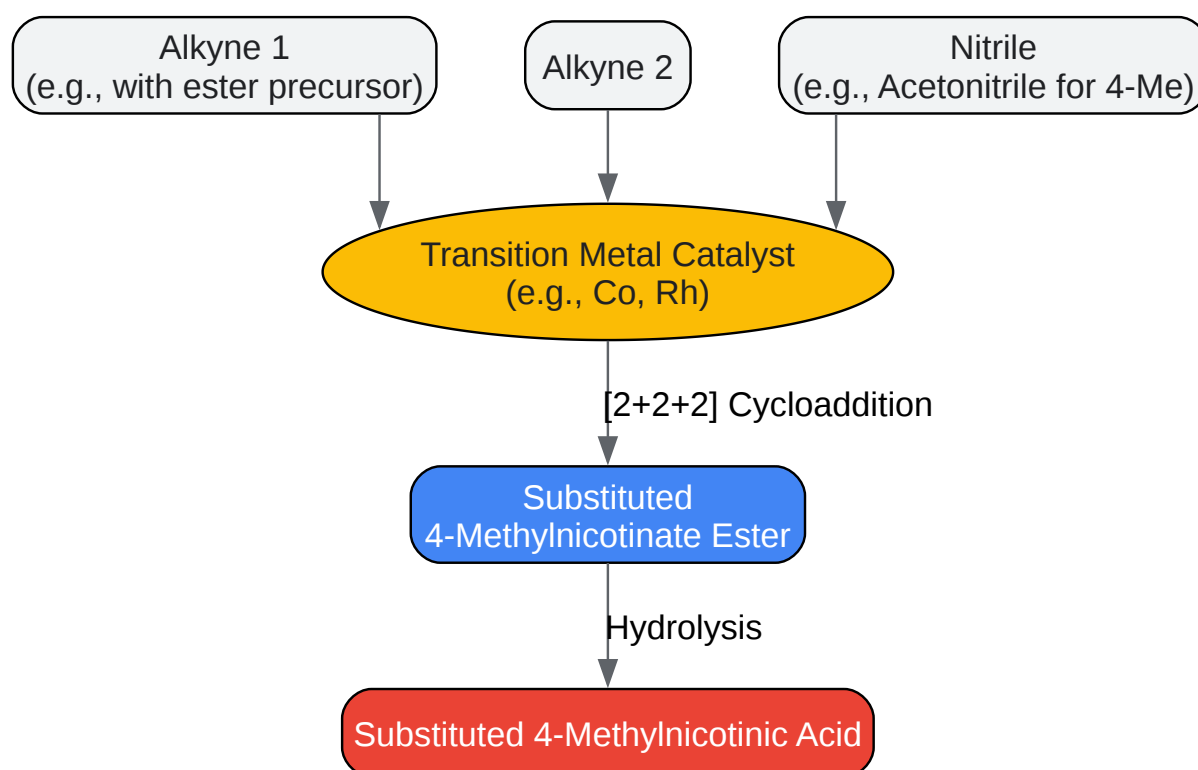 Alkyne 1
(e.g., with ester precursor)
Alkyne 2
Nitrile
(e.g., Acetonitrile for 4-Me)
Transition Metal Catalyst
(e.g., Co, Rh)
[2+2+2] Cycloaddition
Substituted
4-Methylnicotinate Ester
Hydrolysis
Substituted 4-Methylnicotinic Acid